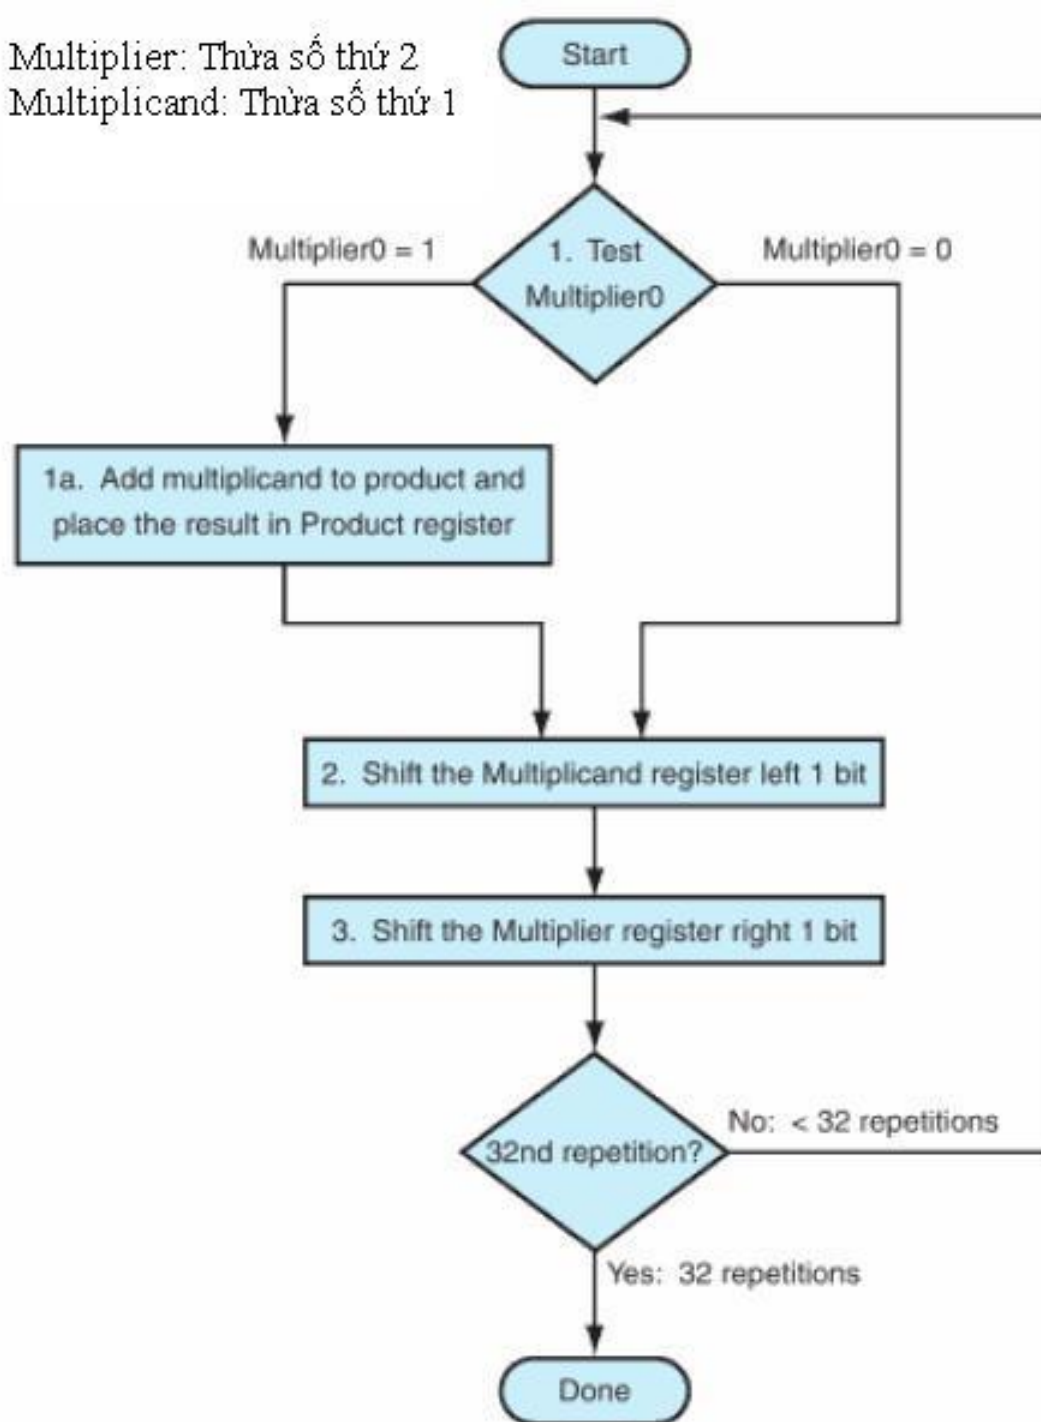 Multiplier: Thừa số thứ 2
Multiplicand: Thừa số thứ 1
Start
Multiplier0 = 1
1. Test
Multiplier0
Multiplier0 = 0
1a. Add multiplicand to product and
place the result in Product register
2. Shift the Multiplicand register left 1 bit
3. Shift the Multiplier register right 1 bit
32nd repetition?
No: < 32 repetitions
Yes: 32 repetitions
Done